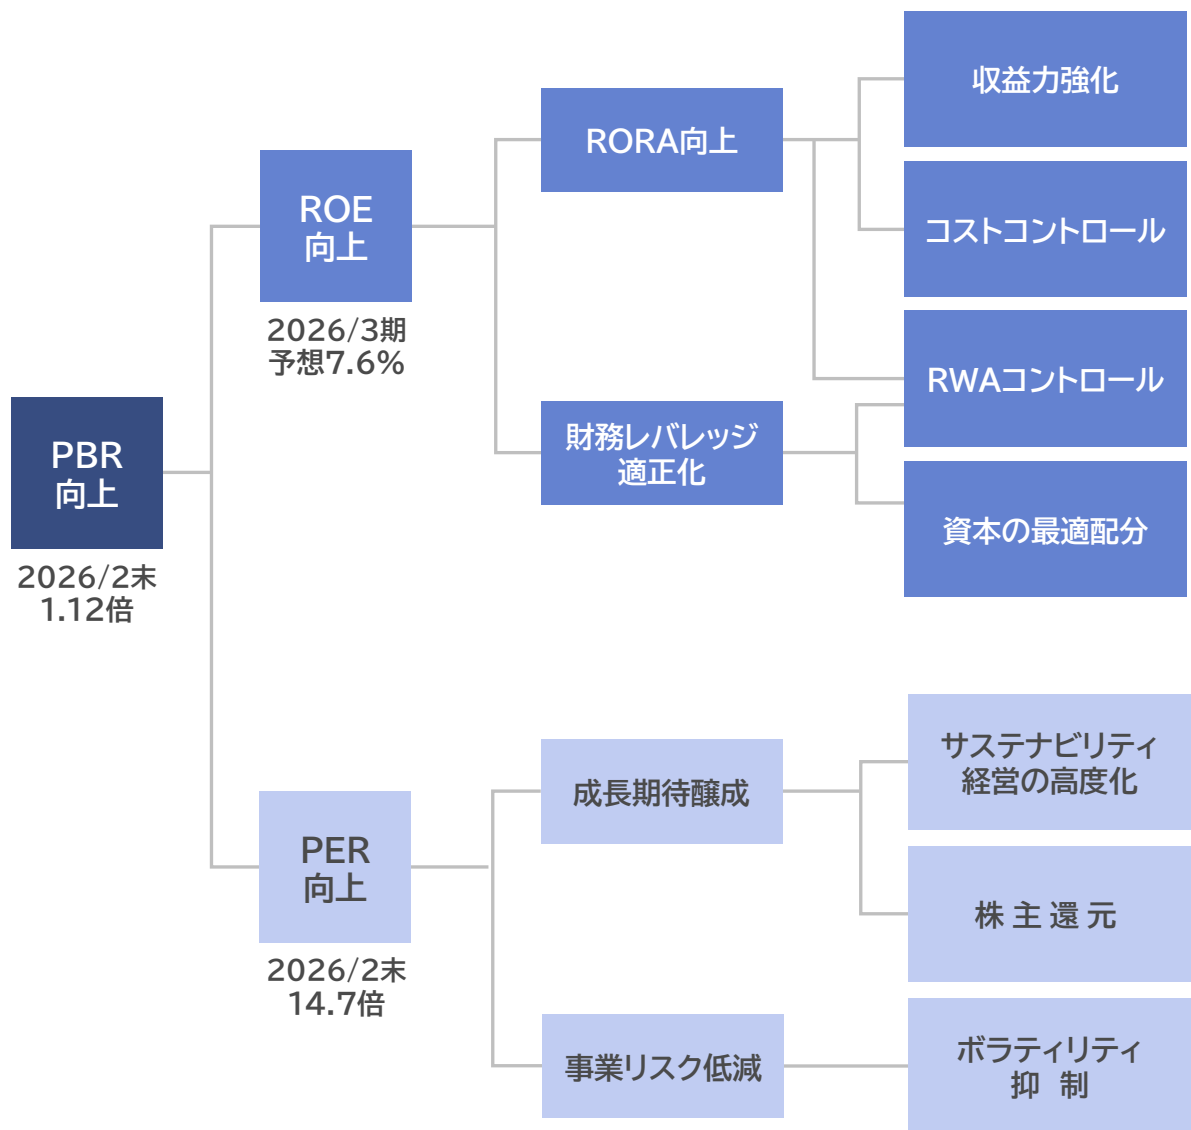 PBR
向上
2026/2末
1.12倍
ROE
向上
2026/3期
予想7.6%
RORA向上
財務レバレッジ
適正化
収益力強化
コストコントロール
RWAコントロール
資本の最適配分
PER
向上
2026/2末
14.7倍
成長期待醸成
事業リスク低減
サステナビリティ
経営の高度化
株主還元
ボラティリティ
抑 制